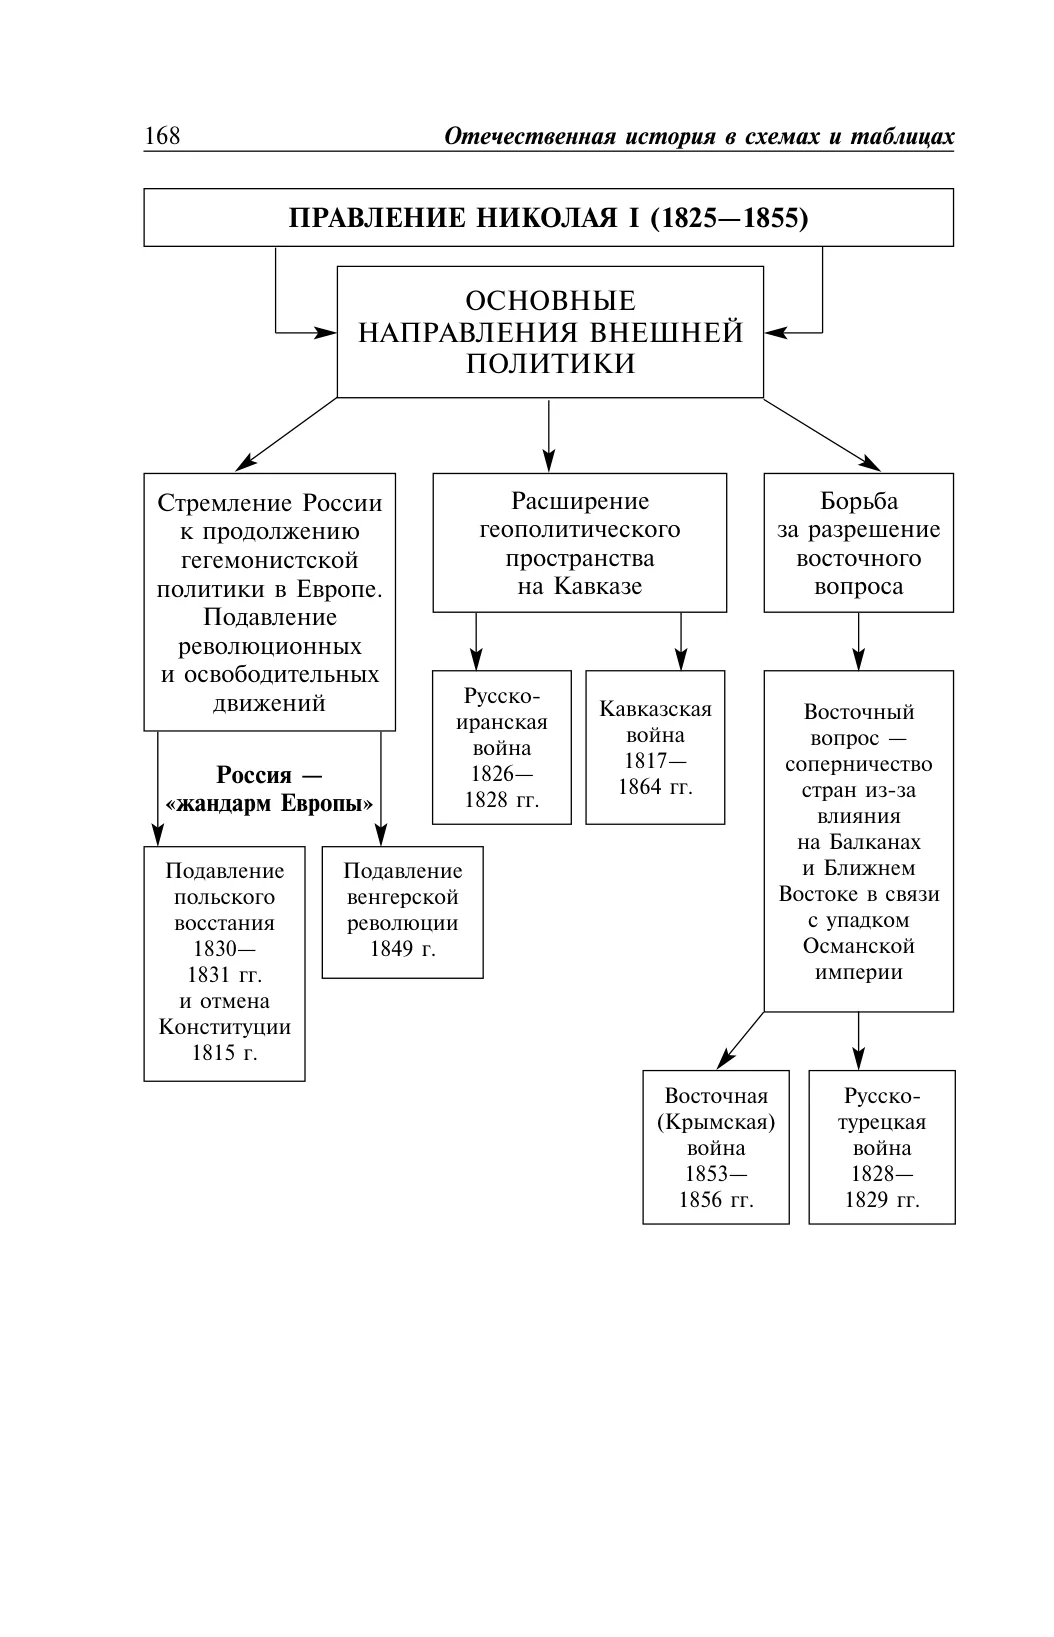 168
Отечественная история в схемах и таблицах
ПРАВЛЕНИЕ НИКОЛАЯ I (1825—1855)
ОСНОВНЫЕ
НАПРАВЛЕНИЯ ВНЕШНЕЙ
ПОЛИТИКИ
Стремление России
к продолжению
гегемонистской
политики в Европе.
Подавление
революционных
и освободительных
движений
Расширение
геополитического
пространства
на Кавказе
Борьба
за разрешение
восточного
вопроса
Россия —
«жандарм Европы»
Подавление
польского
восстания
1830—
1831 гг.
и отмена
Конституции
1815 г.
Подавление
венгерской
революции
1849 г.
Русско-
иранская
война
1826—
1828 гг.
Кавказская
война
1817—
1864 гг.
Восточный
вопрос —
соперничество
стран из-за
влияния
на Балканах
и Ближнем
Востоке в связи
с упадком
Османской
империи
Восточная
(Крымская)
война
1853—
1856 гг.
Русско-
турецкая
война
1828—
1829 гг.